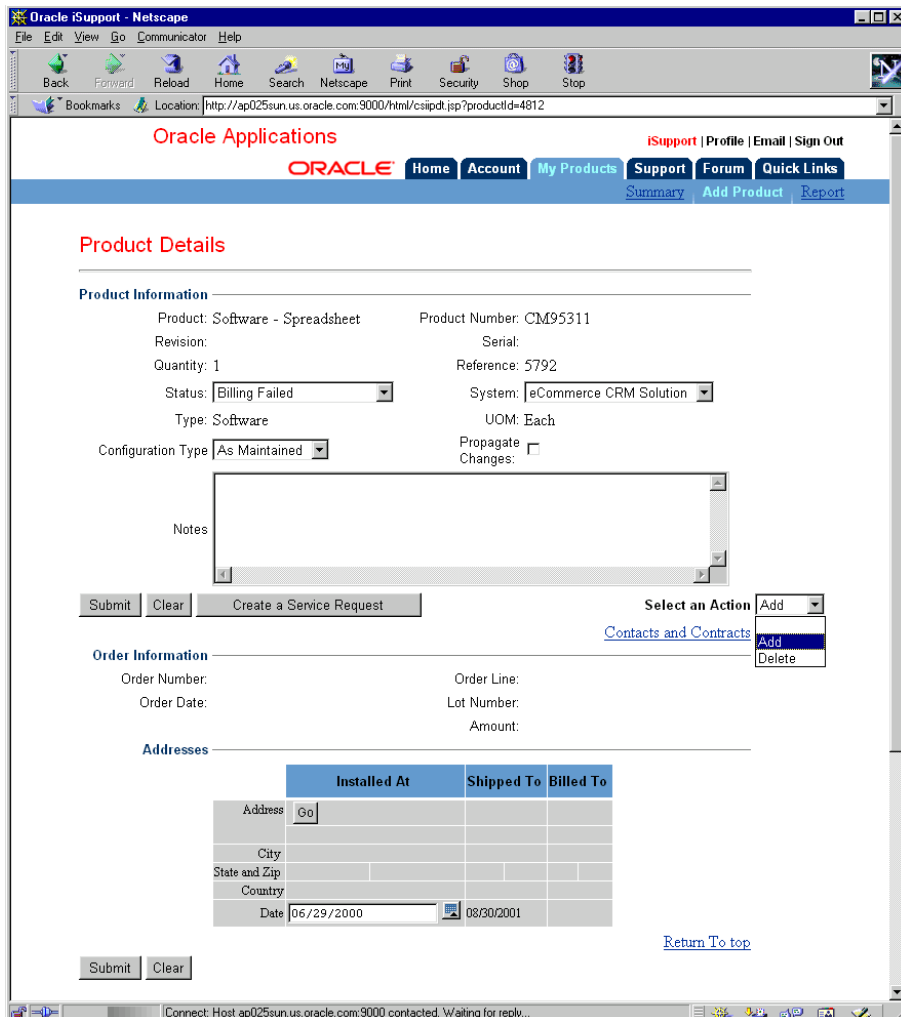 Oracle iSupport - Netscape
File Edit View Go Communicator Help
My
Back Forward Reload Home Search Netscape Print Security Shop Stop
Bookmarks Location: http://ap025sun.us.oracle.com:9000/html/csiipdt.jsp?productId=4812
Oracle Applications
iSupport | Profile | Email | Sign Out
ORACLE Home Account My Products Support Forum Quick Links
Summary Add Product Report
Product Details
Product Information
Product: Software - Spreadsheet Product Number: CM95311
Revision: Serial:
Quantity: 1 Reference: 5792
Status: Billing Failed System: eCommerce CRM Solution
Type: Software UOM: Each
Configuration Type As Maintained Propagate Changes:
Notes
Submit Clear Create a Service Request Select an Action Add
Contacts and Contracts
Add
Delete
Order Information
Order Number: Order Line:
Order Date: Lot Number:
Amount:
Addresses
Installed At Shipped To Billed To
Address Go
City
State and Zip
Country
Date 06/29/2000 08/30/2001
Return To top
Submit Clear
Connect: Host ap025sun.us.oracle.com:9000 contacted. Waiting for reply...